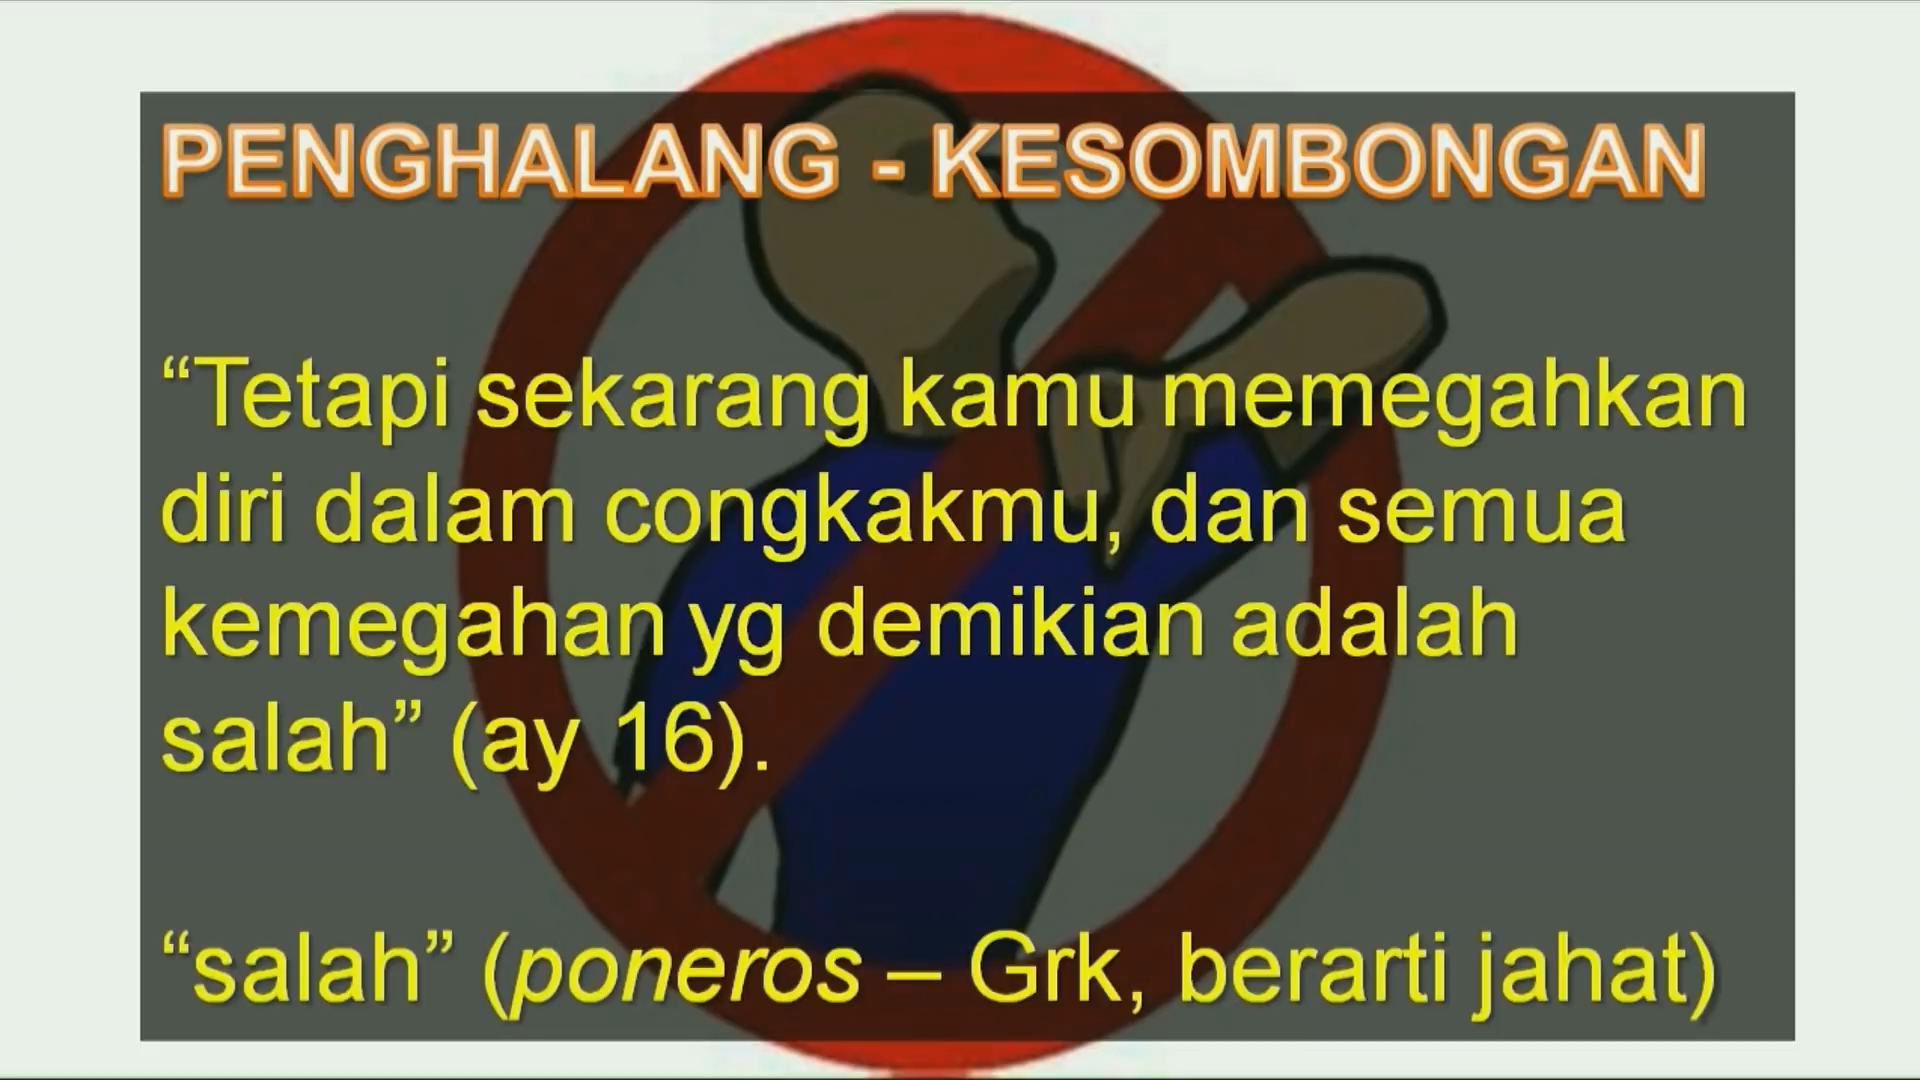 PENGHALANG - KESOMBONGAN
“Tetapi sekarang kamu memegahkan
diri dalam congkakmu, dan semua
kemegahan yg demikian adalah
salah” (ay 16).
“salah” (poneros – Grk, berarti jahat)